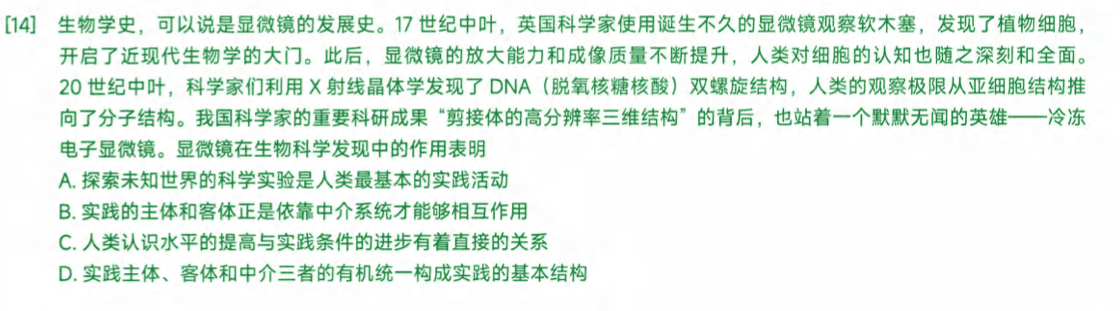 [14] 生物学史，可以说是显微镜的发展史。17 世纪中叶，英国科学家使用诞生不久的显微镜观察软木塞，发现了植物细胞，
开启了近现代生物学的大门。此后，显微镜的放大能力和成像质量不断提升，人类对细胞的认知也随之深刻和全面。
20 世纪中叶，科学家们利用 X 射线晶体学发现了 DNA（脱氧核糖核酸）双螺旋结构，人类的观察极限从亚细胞结构推
向了分子结构。我国科学家的重要科研成果“剪接体的高分辨率三维结构”的背后，也站着一个默默无闻的英雄——冷冻
电子显微镜。显微镜在生物科学发现中的作用表明
A. 探索未知世界的科学实验是人类最基本的实践活动
B. 实践的主体和客体正是依靠中介系统才能够相互作用
C. 人类认识水平的提高与实践条件的进步有着直接的关系
D. 实践主体、客体和中介三者的有机统一构成实践的基本结构